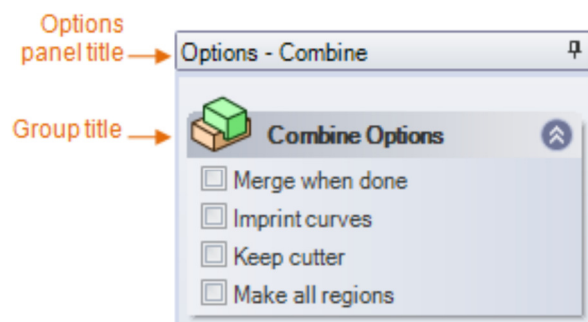 Options
panel title
Options - Combine
Group title
Combine Options
Merge when done
Imprint curves
Keep cutter
Make all regions